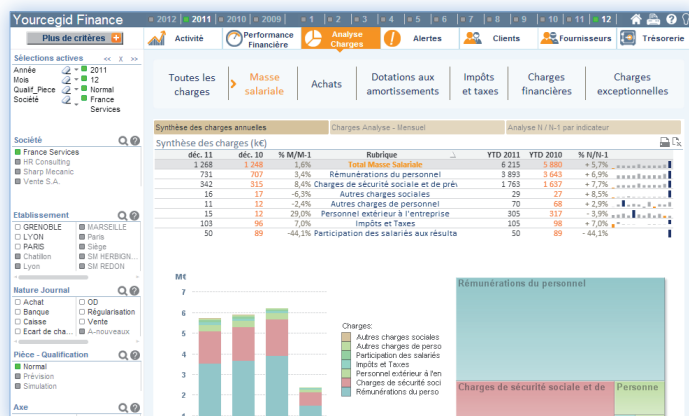 Yourcegid Finance
2012 2011 2010 2009 1 2 3 4 5 6 7 8 9 10 11 12
Plus de critères
Activité
Performance Financière
Analyse Charges
Alertes
Clients
Fournisseurs
Trésorerie
Sélections actives << X >>
Année 2011
Mois 12
Qualif_Piece Normal
Société France Services
Toutes les charges
Masse salariale
Achats
Dotations aux amortissements
Impôts et taxes
Charges financières
Charges exceptionnelles
Synthèse des charges annuelles
Charges Analyse - Mensuel
Analyse N / N-1 par indicateur
Société
France Services
HR Consulting
Sharp Mecanic
Vente S.A.
Synthèse des charges (k€)
déc. 11 déc. 10 % M/M-1 Rubrique YTD 2011 YTD 2010 % N/N-1
1 268 1 248 1,6% Total Masse Salariale 6 215 5 880 + 5,7%
731 707 3,4% Rémunérations du personnel 3 893 3 643 + 6,9%
342 315 8,4% Charges de sécurité sociale et de prév 1 763 1 637 + 7,7%
16 17 -6,3% Autres charges sociales 29 27 + 8,5%
11 12 -2,4% Autres charges de personnel 70 68 + 2,9%
15 12 29,0% Personnel extérieur à l'entreprise 305 317 - 3,9%
103 96 7,0% Impôts et Taxes 105 98 + 7,0%
50 89 -44,1% Participation des salariés aux résulta 50 89 - 44,1%
Etablissement
GRENOBLE MARSEILLE
LYON Paris
PARIS Siège
Chatillon SM HERBIGN...
Lyon SM REDON
Nature Journal
Achat OD
Banque Régularisation
Caisse Vente
Ecart de cha... A-nouveaux
Pièce - Qualification
Normal
Prévision
Simulation
Axe
M€
7
6
5
4
3
2
1
Charges:
Autres charges sociales
Autres charges de perso
Participation des salariés
Impôts et Taxes
Personnel extérieur à l'en
Charges de sécurité soci
Rémunérations du perso
Rémunérations du personnel
Charges de sécurité sociale et de
Personne